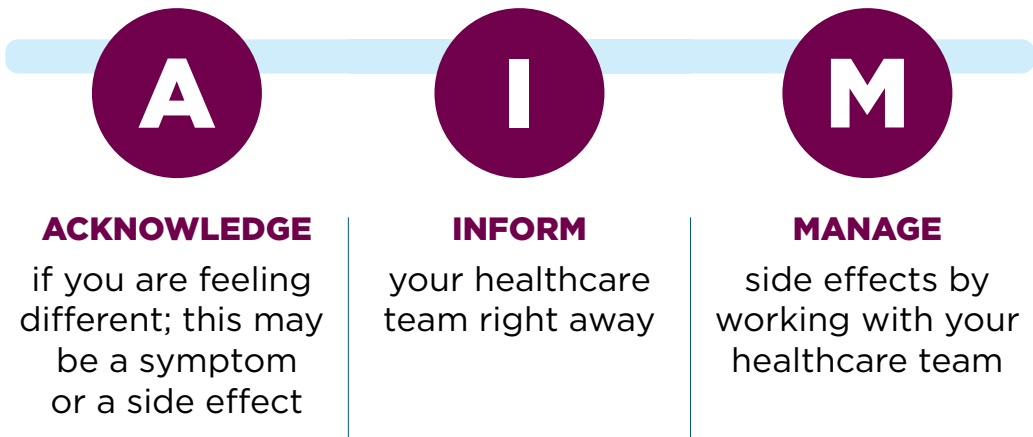 A
I
M
ACKNOWLEDGE
if you are feeling
different; this may
be a symptom
or a side effect
INFORM
your healthcare
team right away
MANAGE
side effects by
working with your
healthcare team